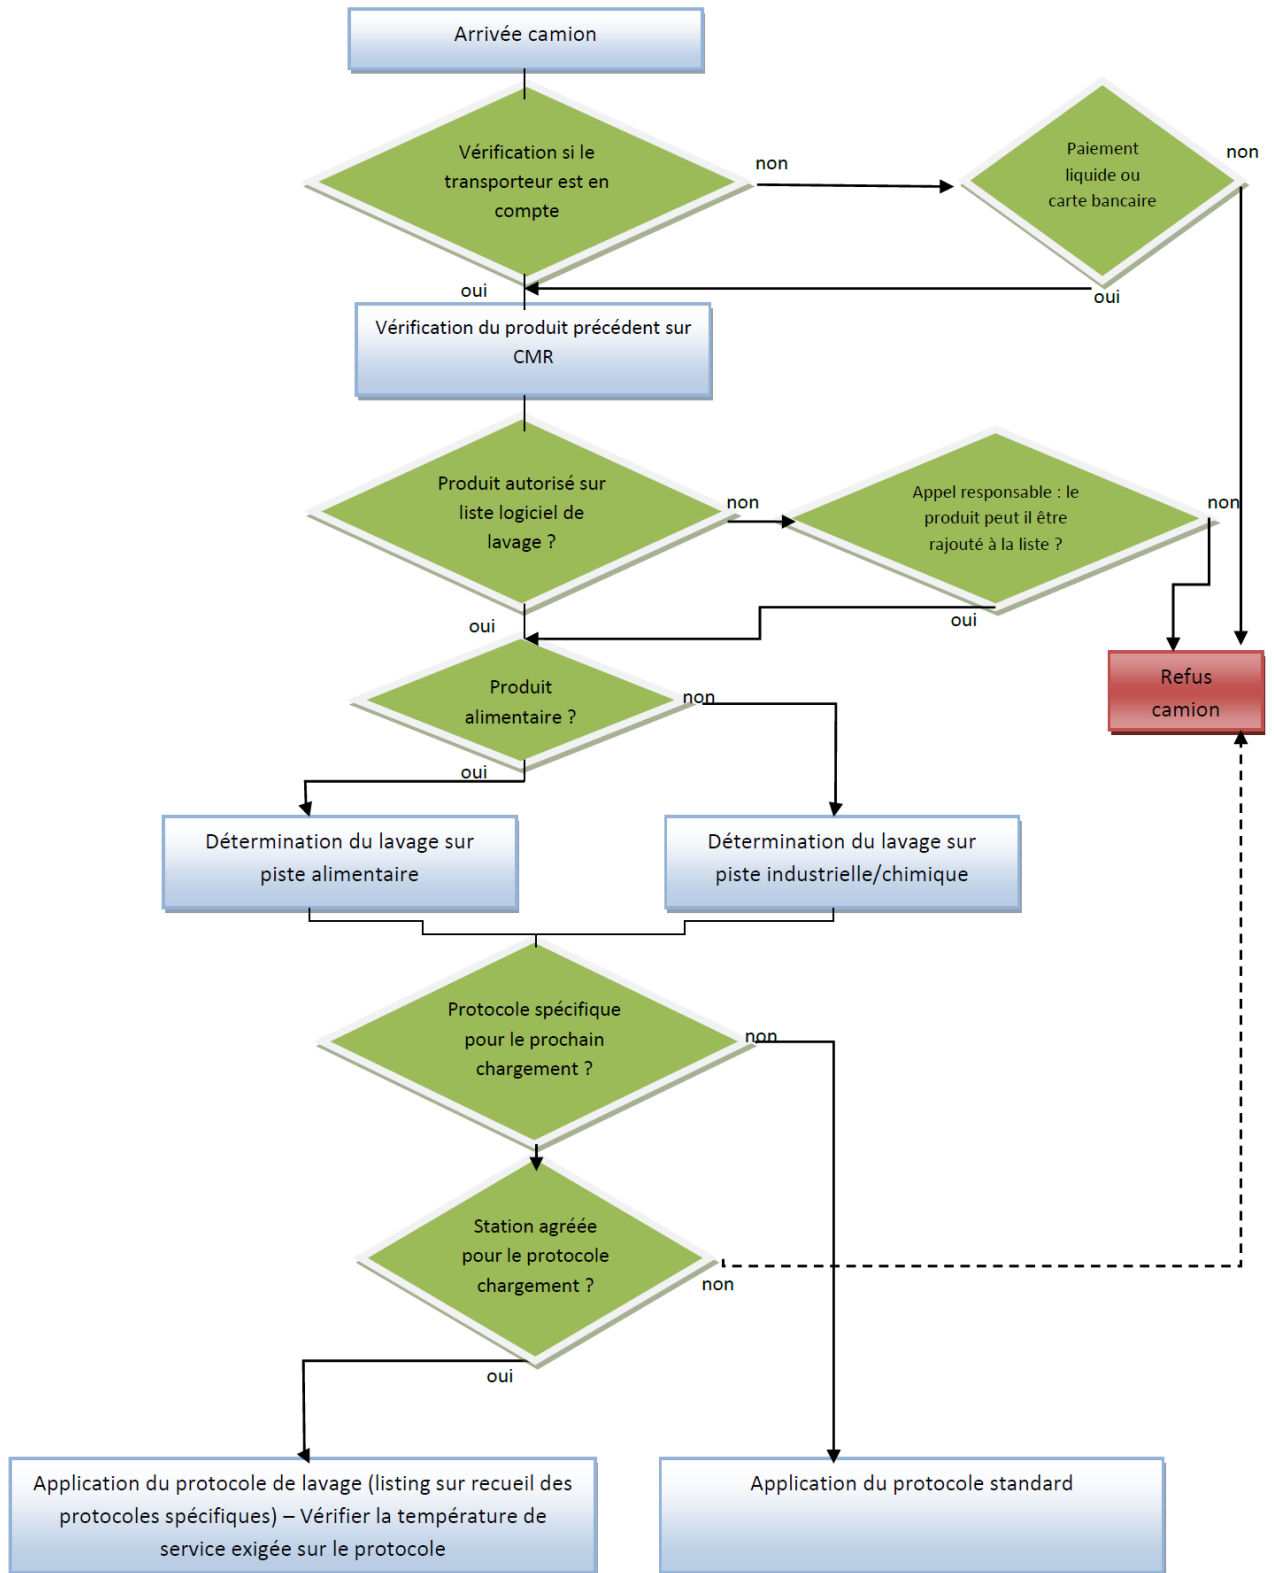 Arrivée camion
Vérification si le
transporteur est en
compte
non
Paiement
liquide ou
carte bancaire
non
oui
oui
Vérification du produit précédent sur
CMR
Produit autorisé sur
liste logiciel de
lavage ?
non
Appel responsable : le
produit peut il être
rajouté à la liste ?
non
oui
oui
Refus
camion
Produit
alimentaire ?
non
oui
Détermination du lavage sur
piste alimentaire
Détermination du lavage sur
piste industrielle/chimique
Protocole spécifique
pour le prochain
chargement ?
non
Station agréée
pour le protocole
chargement ?
non
oui
Application du protocole de lavage (listing sur recueil des
protocoles spécifiques) – Vérifier la température de
service exigée sur le protocole
Application du protocole standard